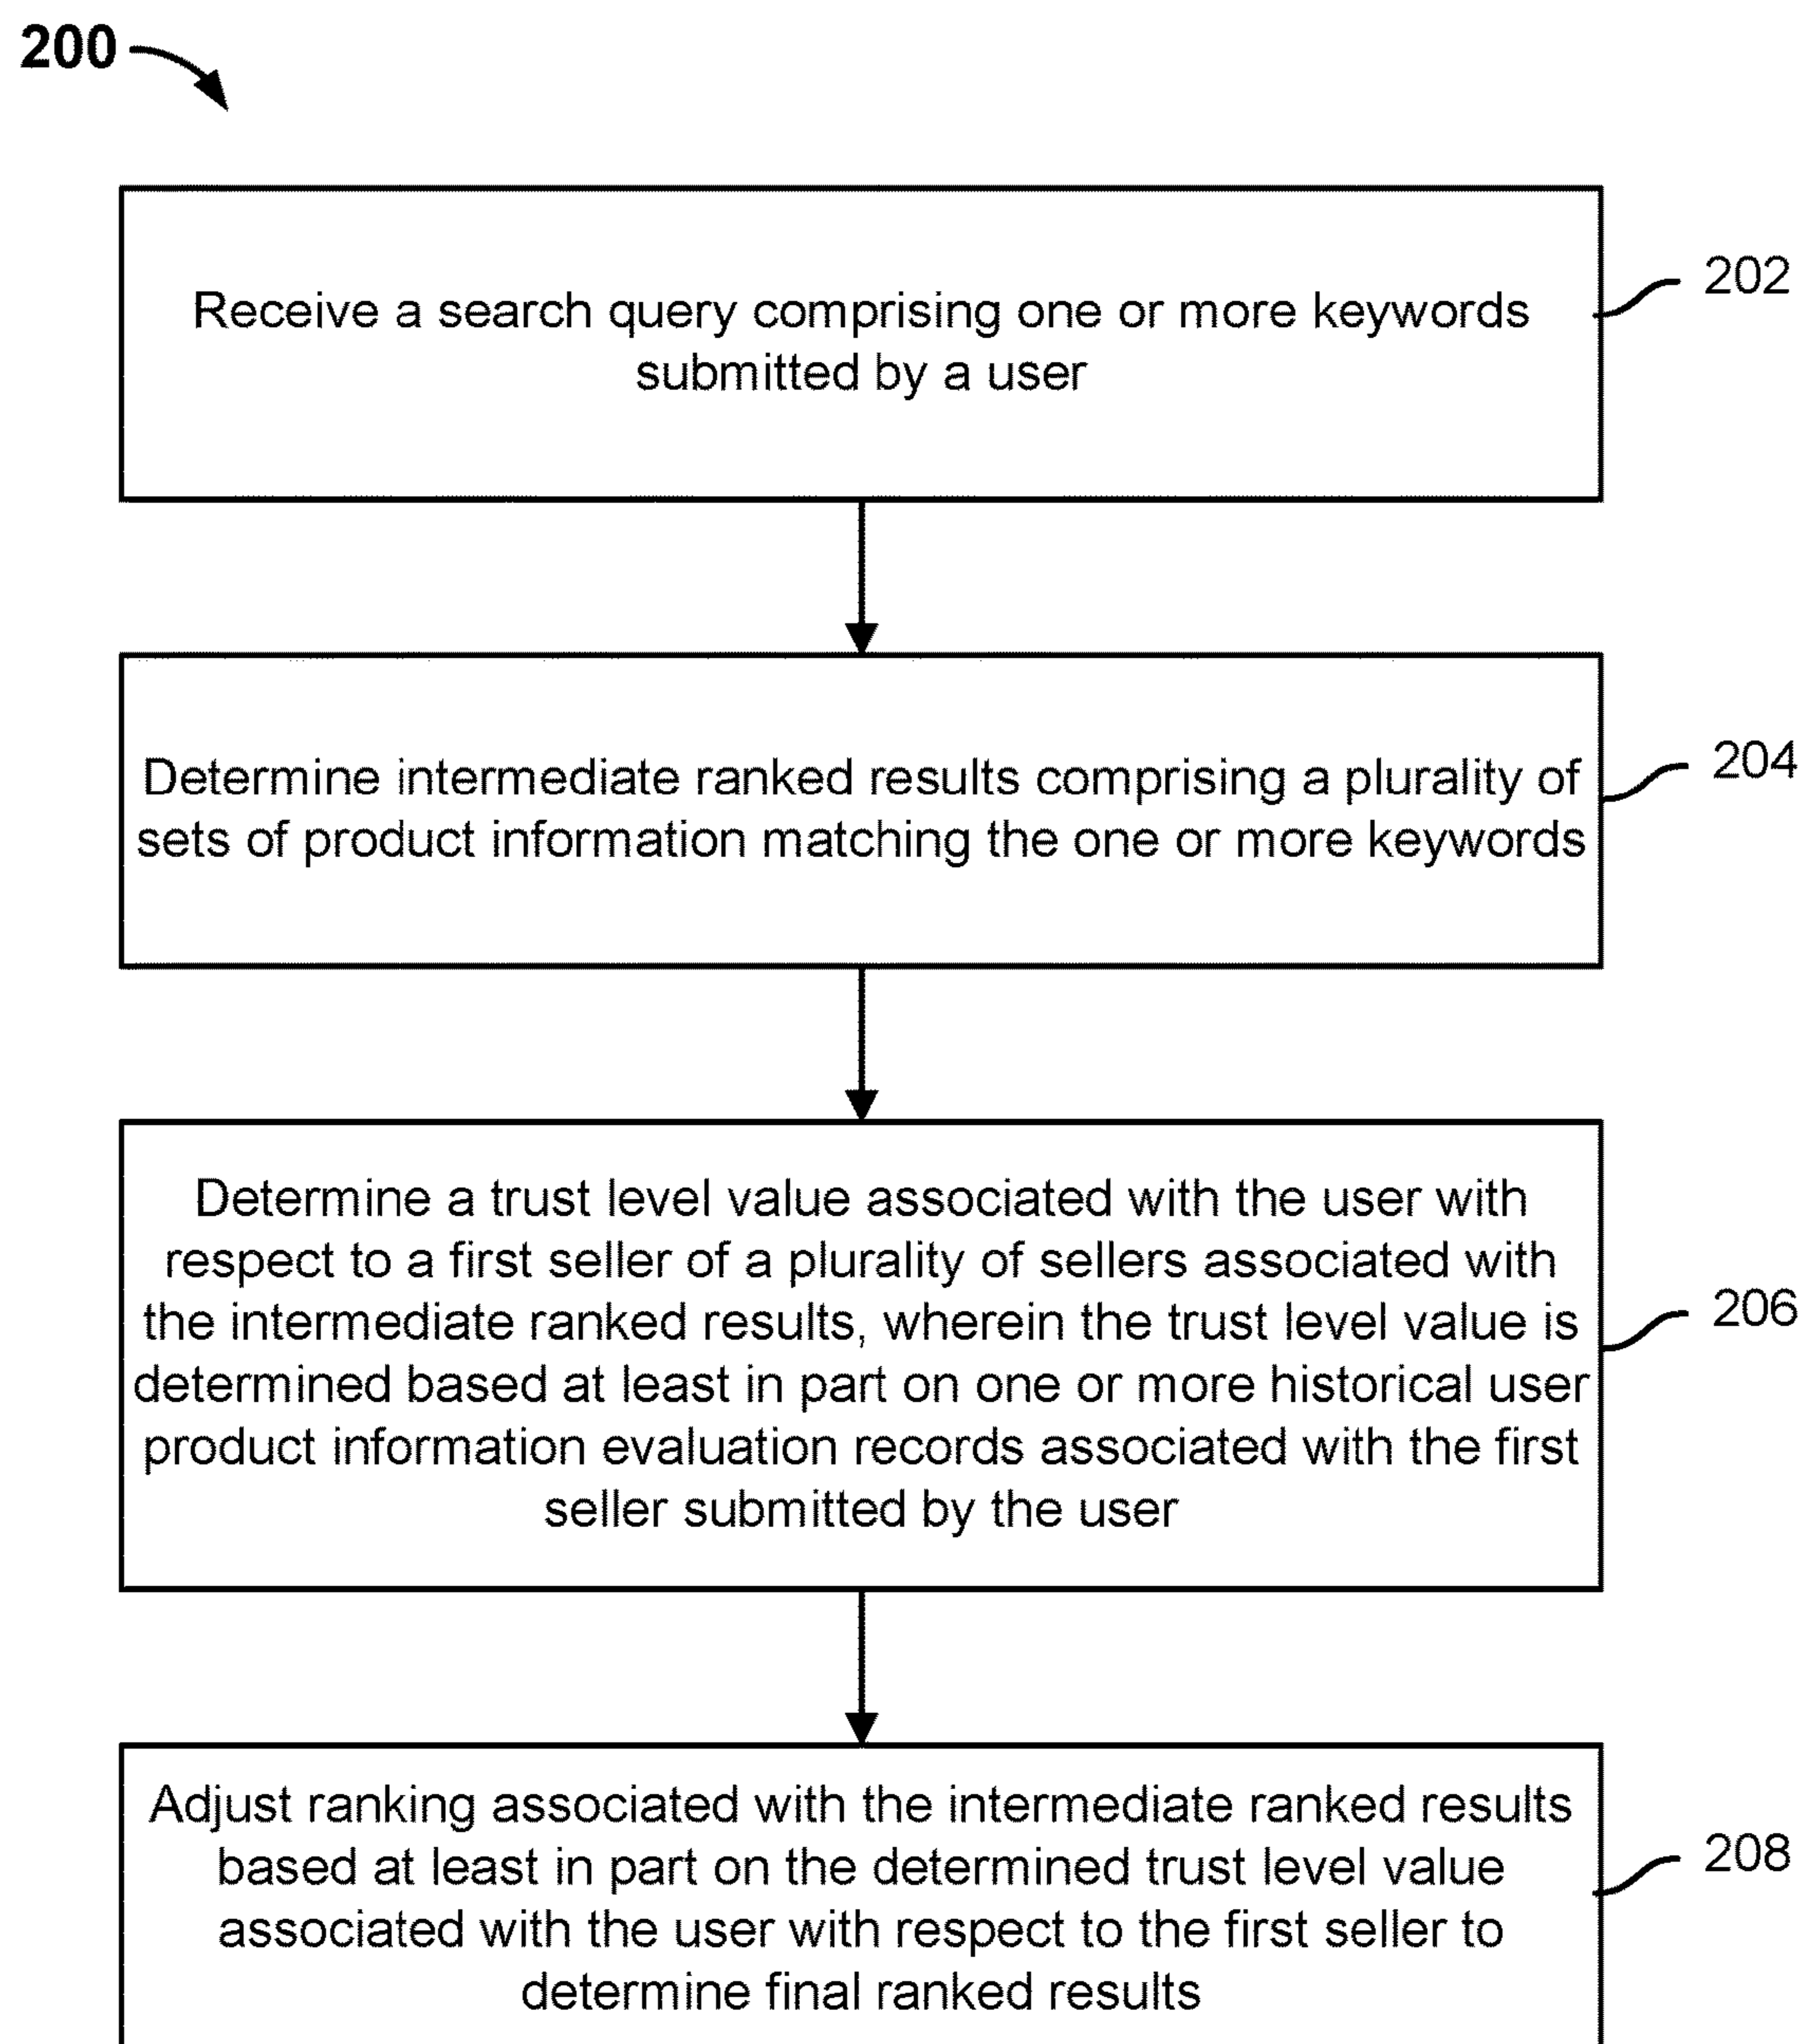 200
Receive a search query comprising one or more keywords
submitted by a user
202
Determine intermediate ranked results comprising a plurality of
sets of product information matching the one or more keywords
204
Determine a trust level value associated with the user with
respect to a first seller of a plurality of sellers associated with
the intermediate ranked results, wherein the trust level value is
determined based at least in part on one or more historical user
product information evaluation records associated with the first
seller submitted by the user
206
Adjust ranking associated with the intermediate ranked results
based at least in part on the determined trust level value
associated with the user with respect to the first seller to
determine final ranked results
208